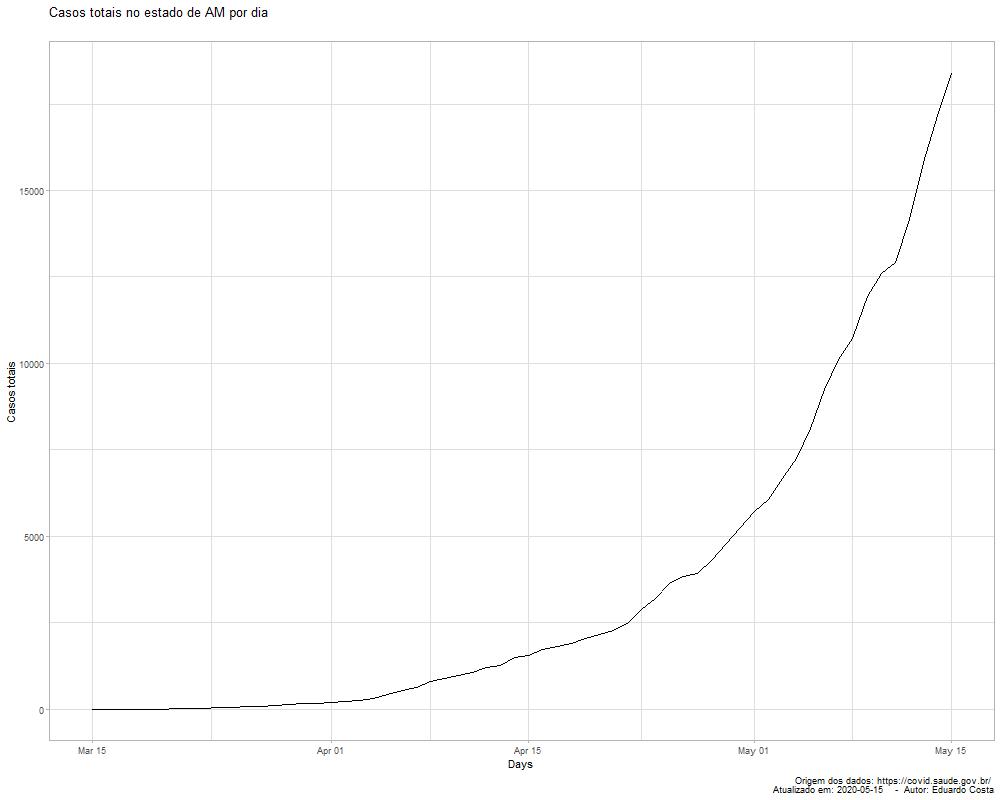 Casos totais no estado de AM por dia
Casos totais
15000
10000
5000
0
Mar 15 Apr 01 Apr 15 May 01 May 15
Days
Origem dos dados: https://covid.saude.gov.br/
Atualizado em: 2020-05-15 - Autor: Eduardo Costa